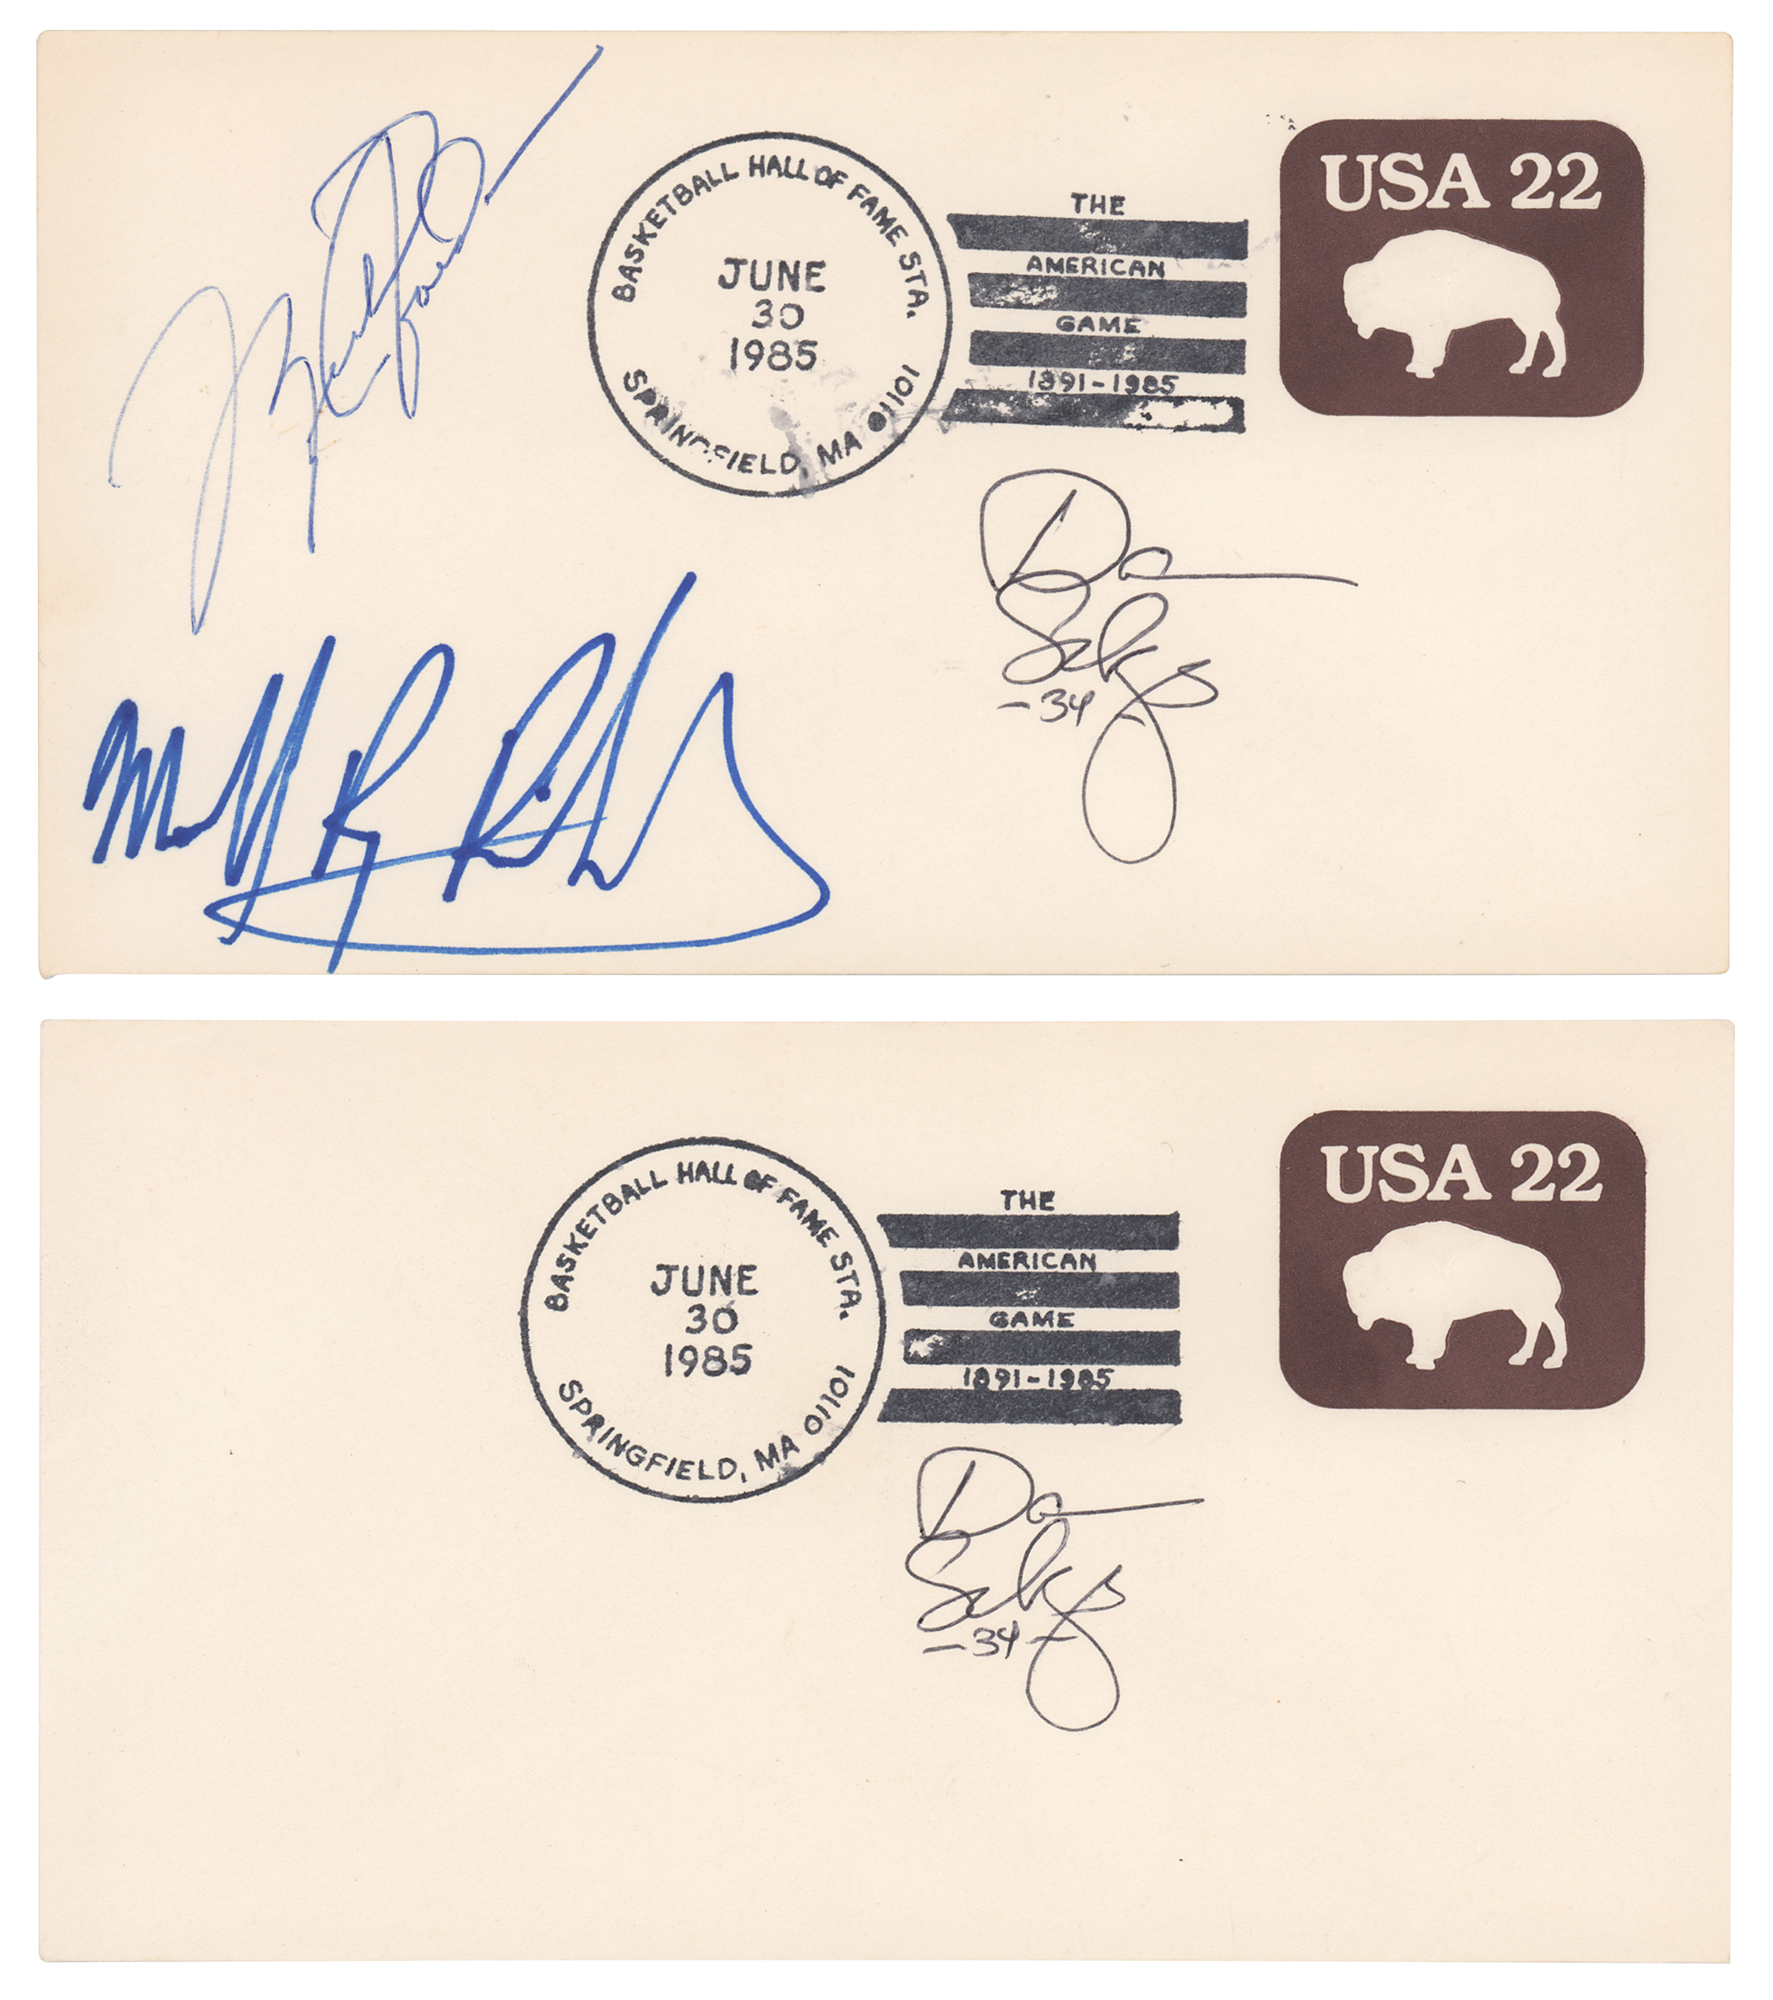 BASKETBALL HALL OF FAME STA.
JUNE
30
1985
SPRINGFIELD, MA 01101
THE
AMERICAN
GAME
1891-1985
USA 22
-34-
BASKETBALL HALL OF FAME STA.
JUNE
30
1985
SPRINGFIELD, MA 01101
THE
AMERICAN
GAME
1891-1985
USA 22
-34-